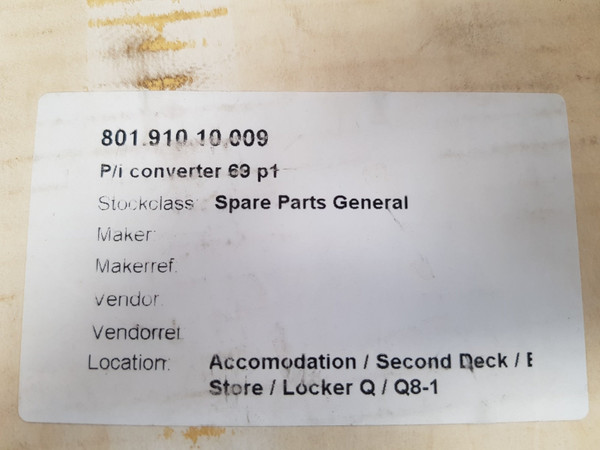 801.910.10.009
P/i converter 69 p1
Stockclass: Spare Parts General
Maker:
Makerref.
vendor.
Vendorref
Location: Accomodation / Second Deck / E
Store / Locker Q / Q8-1